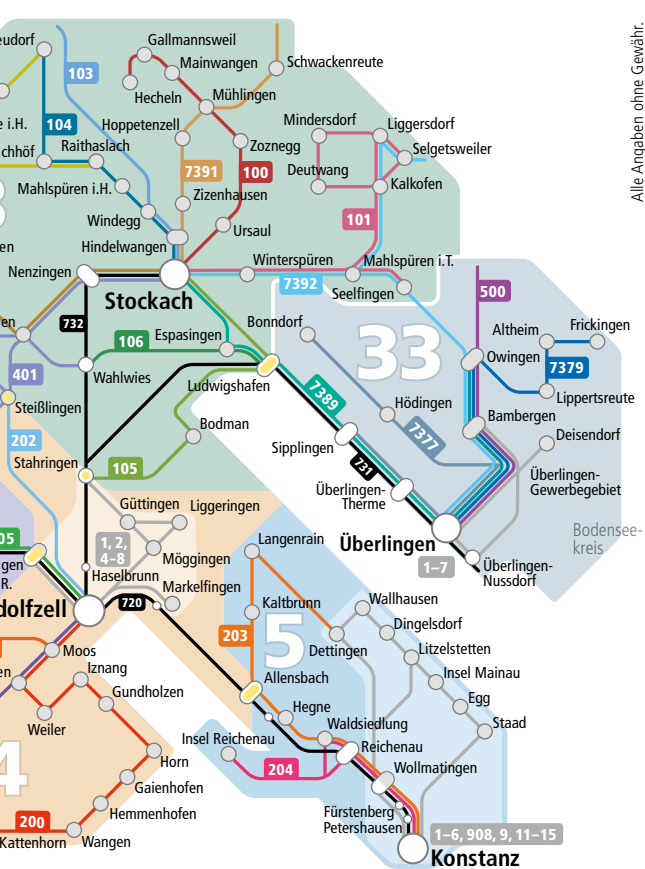 Alle Angaben ohne Gewähr.
eudorf
103
Gallmannsweil
Mainwangen
Schwackenreute
Hecheln
Mühlingen
e i.H.
104
Hoppetenzell
Mindersdorf
Liggersdorf
chhöf
Raithaslach
Zoznegg
Selgetsweiler
7391
100
Deutwang
Mahlspüren i.H.
Zizenhausen
Kalkofen
Windegg
Ursaul
101
Hindelwangen
en
Nenzingen
Winterspüren
Mahlspüren i.T.
7392
Seelfingen
500
Stockach
732
Bonndorf
33
Altheim
Frickingen
en
106
Espasingen
Owingen
7379
401
Wahlwies
Ludwigshafen
7389
Lippertsreute
Steißlingen
Hödingen
Bambergen
202
Bodman
7377
Deisendorf
Sipplingen
Stahringen
105
731
Überlingen-
Gewerbegebiet
Überlingen-
Therme
Güttingen
Liggeringen
Bodensee-
kreis
05
1, 2,
4–8
Langenrain
Überlingen
gen
Möggingen
1–7
Überlingen-
Nussdorf
R.
Haselbrunn
Markelfingen
dolfzell
720
Kaltbrunn
Wallhausen
5
203
Dingelsdorf
Moos
Dettingen
Litzelstetten
en
Iznang
Allensbach
Insel Mainau
Gundholzen
Hegne
Egg
Weiler
Waldsiedlung
Staad
Insel Reichenau
Reichenau
4
Horn
204
Wollmatingen
Gaienhofen
Hemmenhofen
Fürstenberg
200
Petershausen
1–6, 908, 9, 11–15
Kattenhorn
Wangen
Konstanz